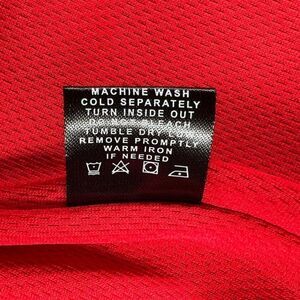 MACHINE WASH
COLD SEPARATELY
TURN INSIDE OUT
DO NOT BLEACH
TUMBLE DRY LOW
REMOVE PROMPTLY
WARM IRON
IF NEEDED